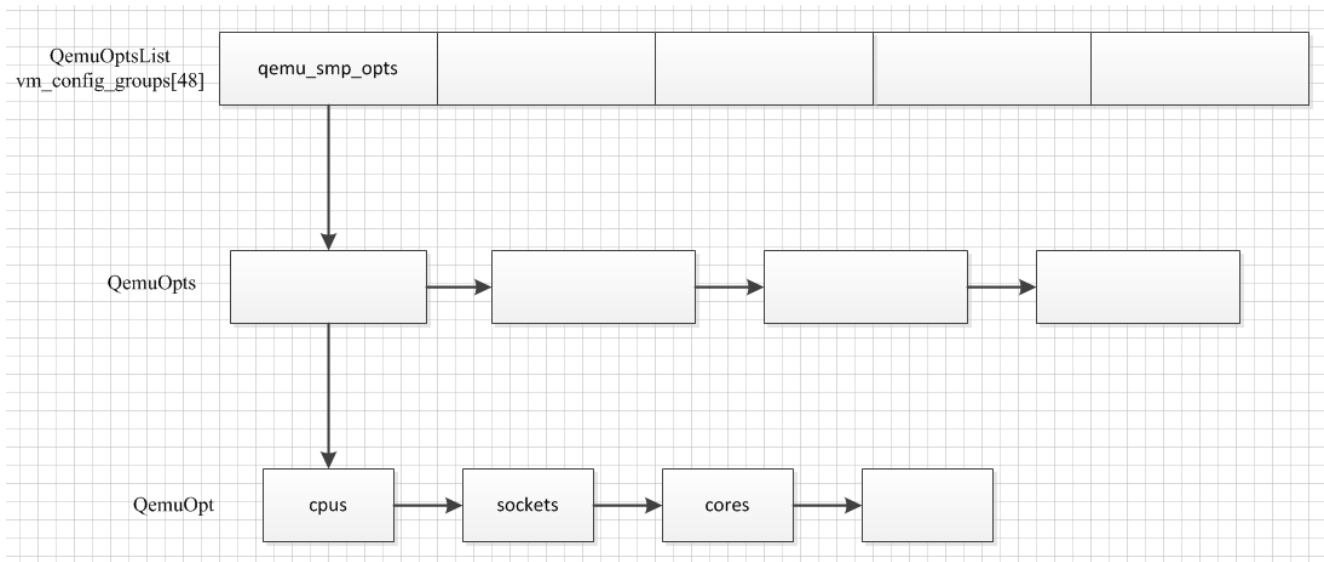 QemuOptsList
vm_config_groups[48]
qemu_smp_opts
QemuOpts
QemuOpt
cpus
sockets
cores